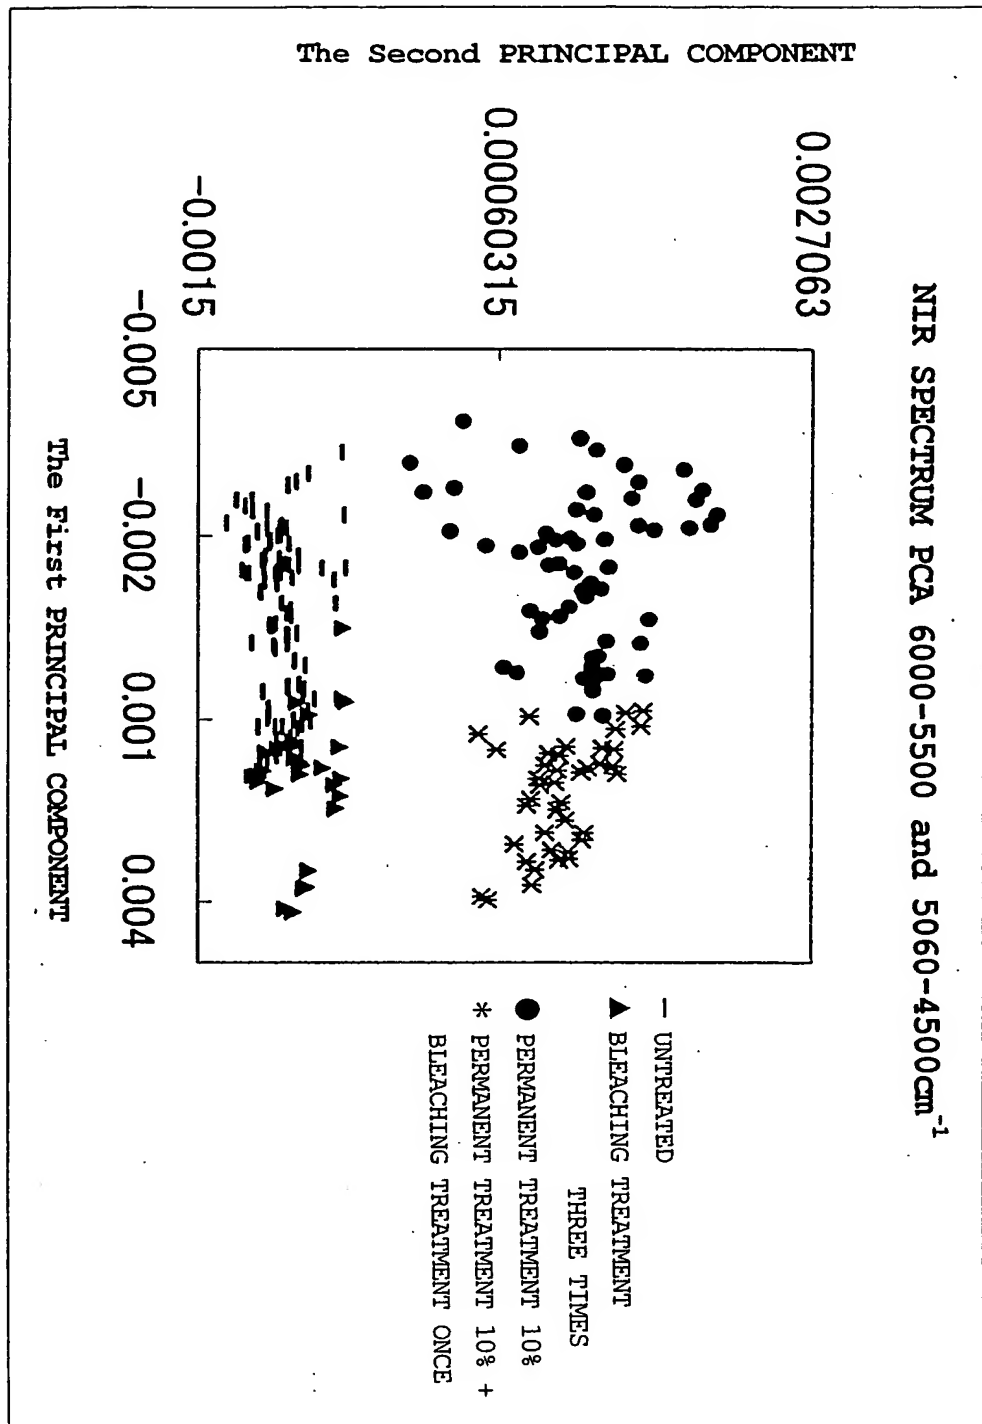 NIR SPECTRUM PCA 6000-5500 and 5060-4500cm-1
The Second PRINCIPAL COMPONENT
0.0027063
0.00060315
-0.0015
-0.005
-0.002
0.001
0.004
The First PRINCIPAL COMPONENT
— UNTREATED
▲ BLEACHING TREATMENT
THREE TIMES
● PERMANENT TREATMENT 10%
* PERMANENT TREATMENT 10% +
BLEACHING TREATMENT ONCE